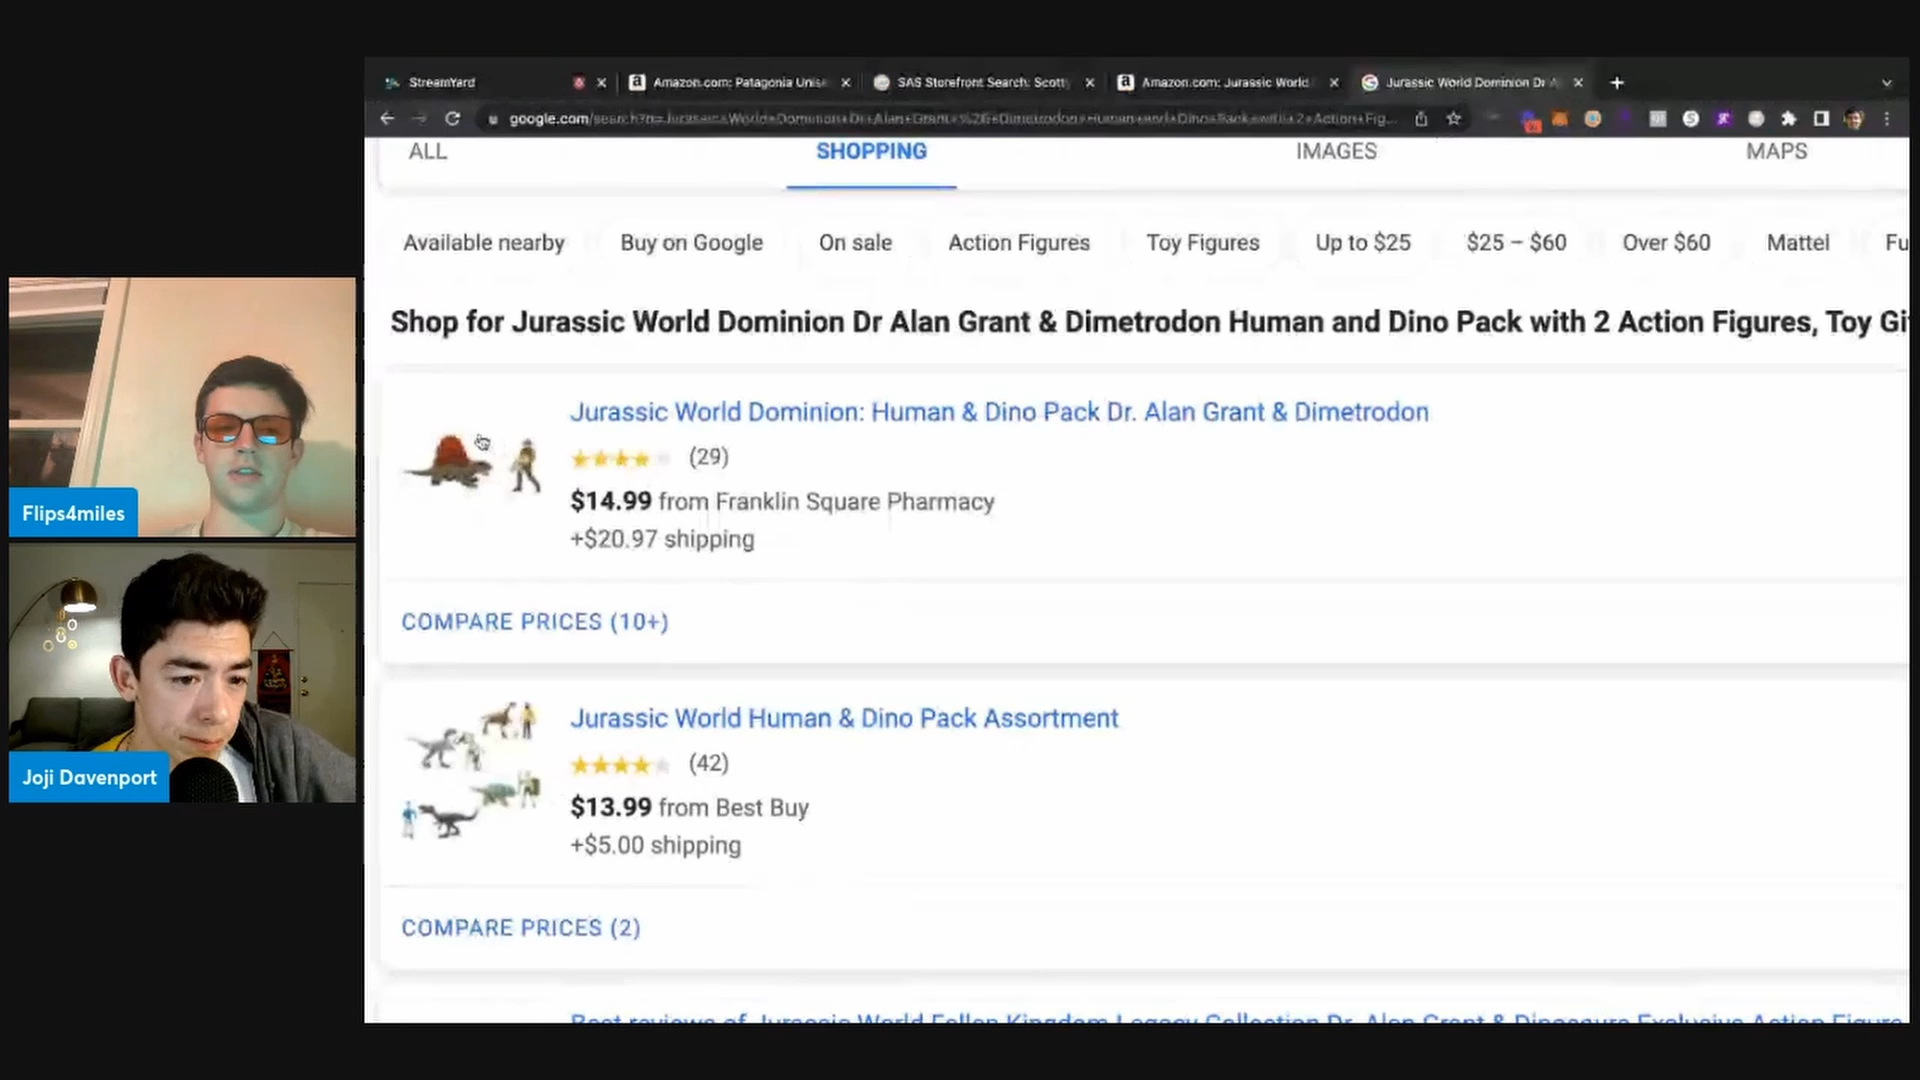 StreamYard
Amazon.com: Patagonia Unise
SAS Storefront Search: Scott
Amazon.com: Jurassic World
Jurassic World Dominion Dr A
google.com/search?q=Jurassic+World+Dominion+Dr+Alan+Grant+%26+Dimetrodon+Human+and+Dino+Pack+with+2+Action+Fig...
ALL
SHOPPING
IMAGES
MAPS
Available nearby
Buy on Google
On sale
Action Figures
Toy Figures
Up to $25
$25 – $60
Over $60
Mattel
Fu
Shop for Jurassic World Dominion Dr Alan Grant & Dimetrodon Human and Dino Pack with 2 Action Figures, Toy Gi
Jurassic World Dominion: Human & Dino Pack Dr. Alan Grant & Dimetrodon
(29)
$14.99 from Franklin Square Pharmacy
+$20.97 shipping
COMPARE PRICES (10+)
Jurassic World Human & Dino Pack Assortment
(42)
$13.99 from Best Buy
+$5.00 shipping
COMPARE PRICES (2)
Best reviews of Jurassic World Fallen Kingdom Legacy Collection Dr. Alan Grant & Dinosaurs Exclusive Action Figure
Flips4miles
Joji Davenport